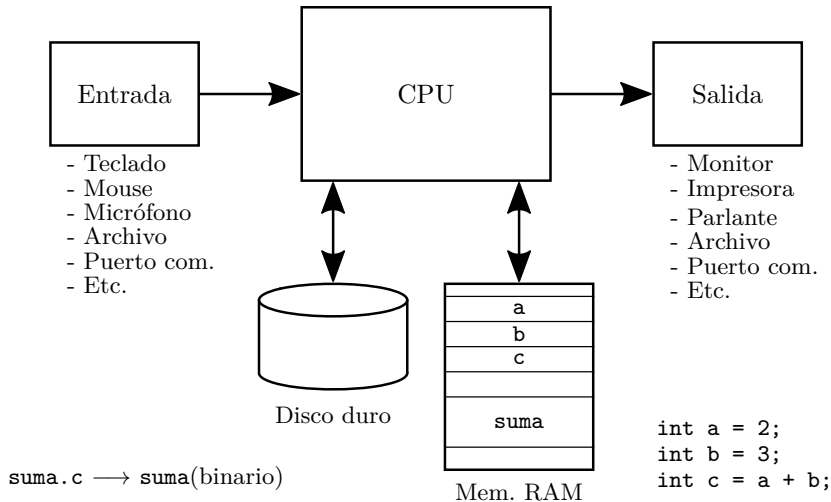 Entrada
- Teclado
- Mouse
- Micrófono
- Archivo
- Puerto com.
- Etc.
CPU
Salida
- Monitor
- Impresora
- Parlante
- Archivo
- Puerto com.
- Etc.
Disco duro
a
b
c
suma
Mem. RAM
suma.c ⟶ suma(binario)
int a = 2;
int b = 3;
int c = a + b;